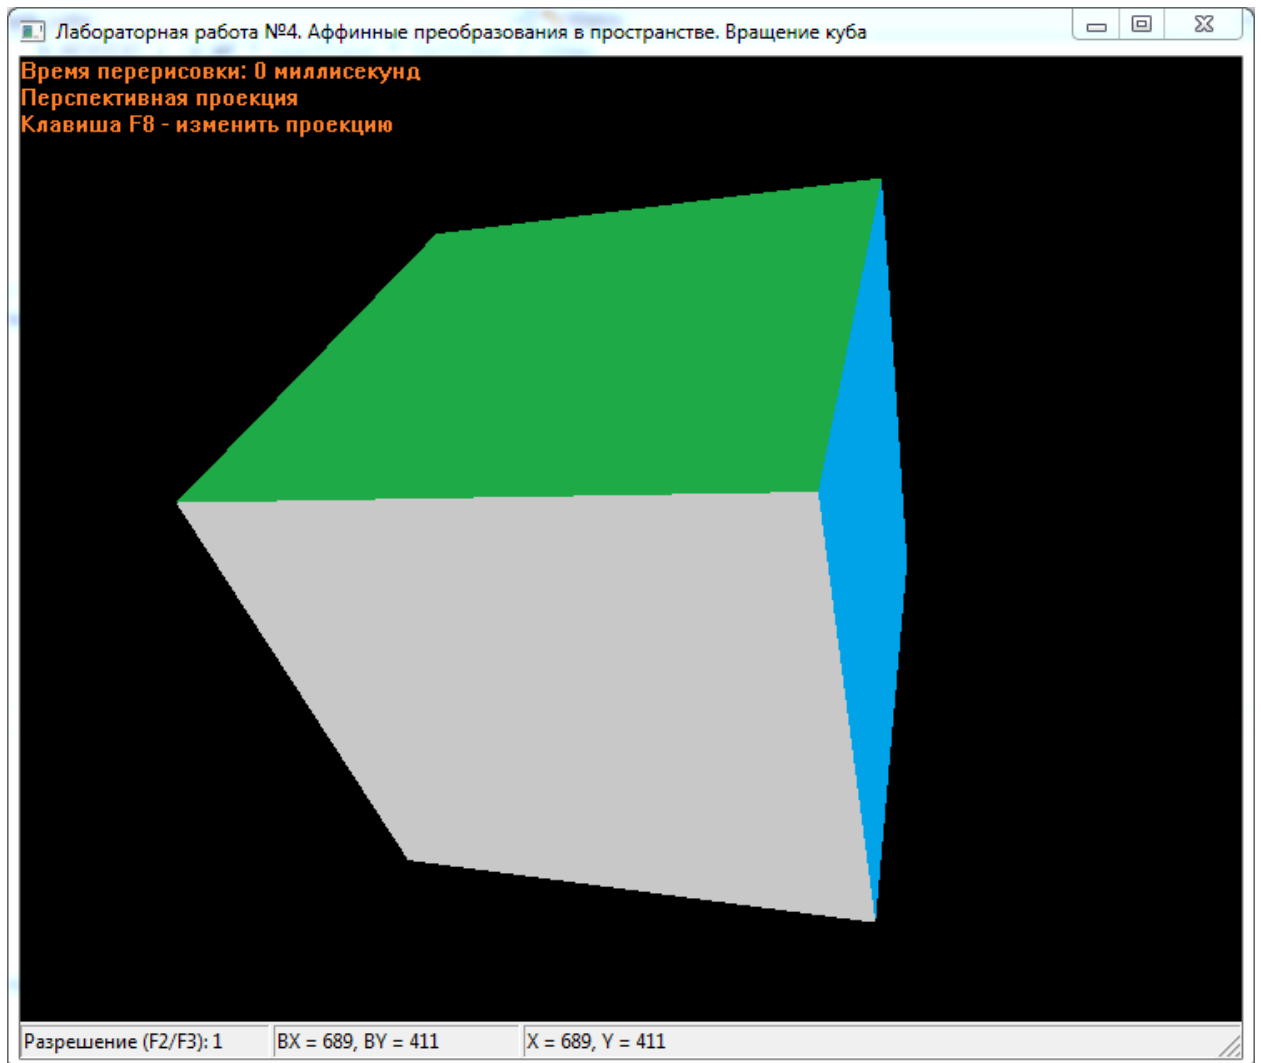 Лабораторная работа №4. Аффинные преобразования в пространстве. Вращение куба
Время перерисовки: 0 миллисекунд
Перспективная проекция
Клавиша F8 - изменить проекцию
Разрешение (F2/F3): 1 BX = 689, BY = 411 X = 689, Y = 411